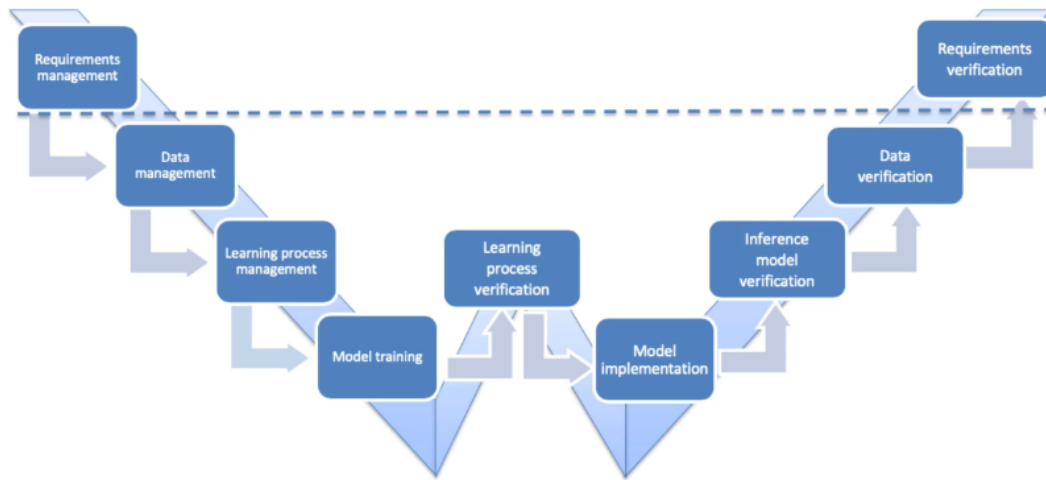 Requirements
management
Data
management
Learning process
management
Model training
Learning
process
verification
Model
implementation
Inference
model
verification
Data
verification
Requirements
verification